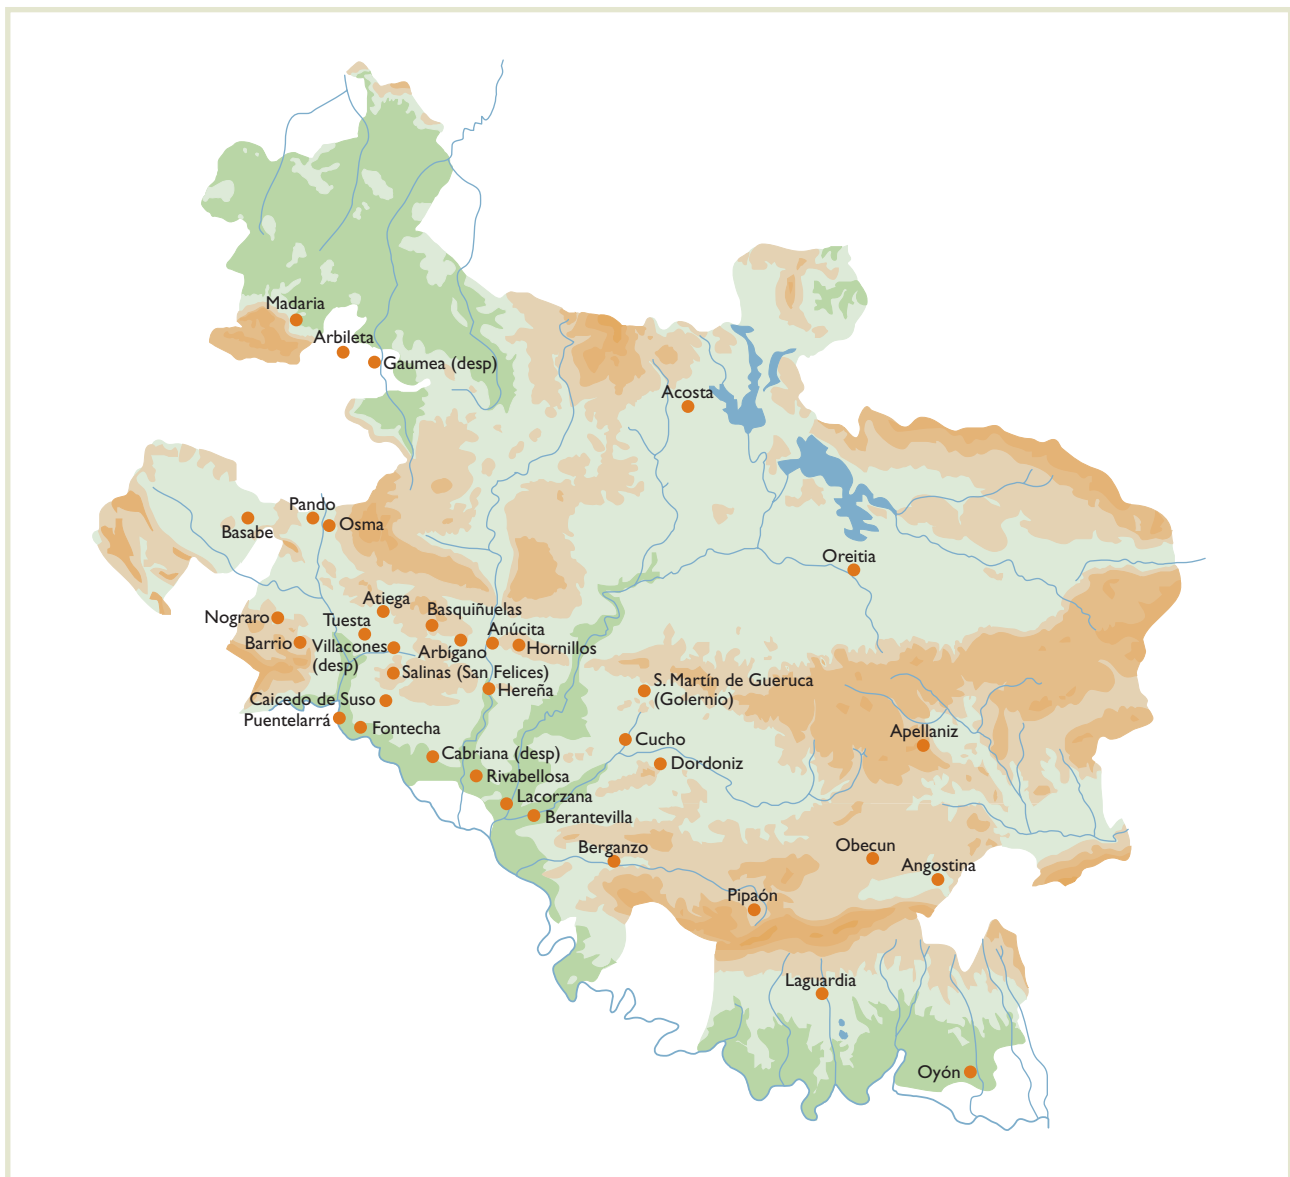 Madaria
Arbileta
Gaumea (desp)
Acosta
Pando
Osma
Basabe
Oreitia
Atiega
Basquiñuelas
Nograro
Tuesta
Anúcita
Barrio
Villacones
(desp)
Arbígano
Hornillos
Salinas (San Felices)
Hereña
S. Martín de Gueruca
(Golernio)
Caicedo de Suso
Puentelarrá
Fontecha
Apellaniz
Cucho
Cabriana (desp)
Dordoniz
Rivabellosa
Lacorzana
Berantevilla
Berganzo
Obecun
Angostina
Pipaón
Laguardia
Oyón